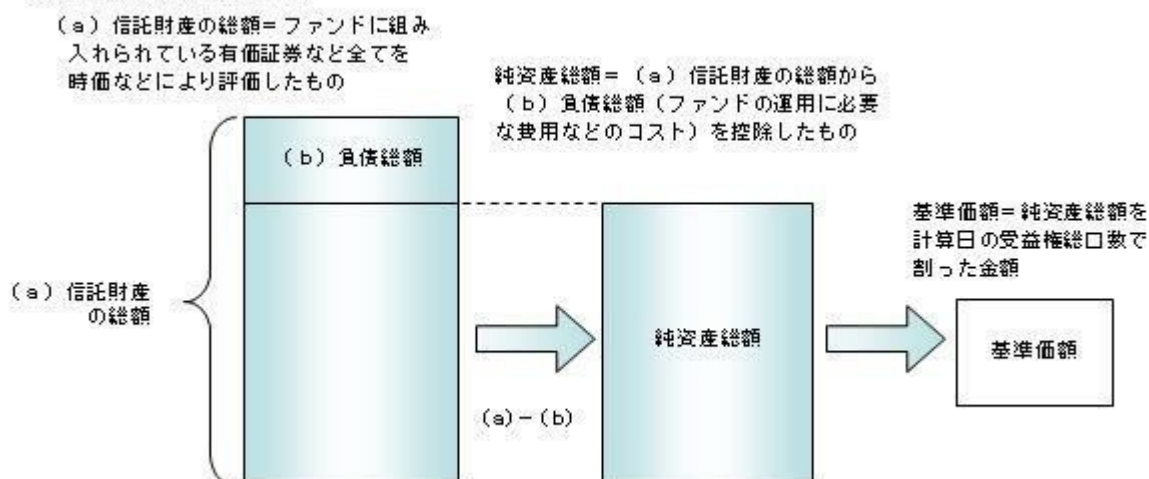 (a)信託財産の総額=ファンドに組み
入れられている有価証券など全てを
時価などにより評価したもの
純資産総額=(a)信託財産の総額から
(b)負債総額(ファンドの運用に必要
な費用などのコスト)を控除したもの
(b)負債総額
基準価額=純資産総額を
計算日の受益権総口数で
割った金額
(a)信託財産
の総額
純資産総額
基準価額
(a)-(b)